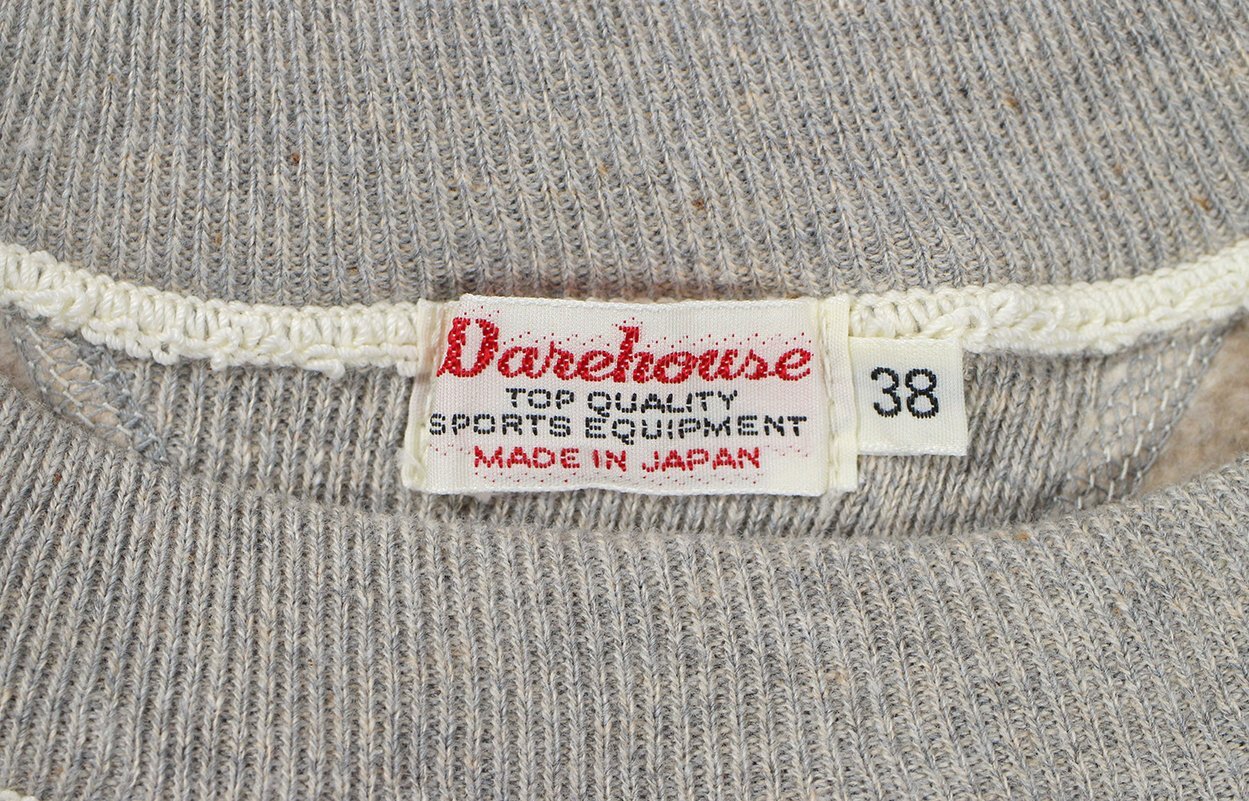 Warehouse
TOP QUALITY
SPORTS EQUIPMENT
MADE IN JAPAN
38